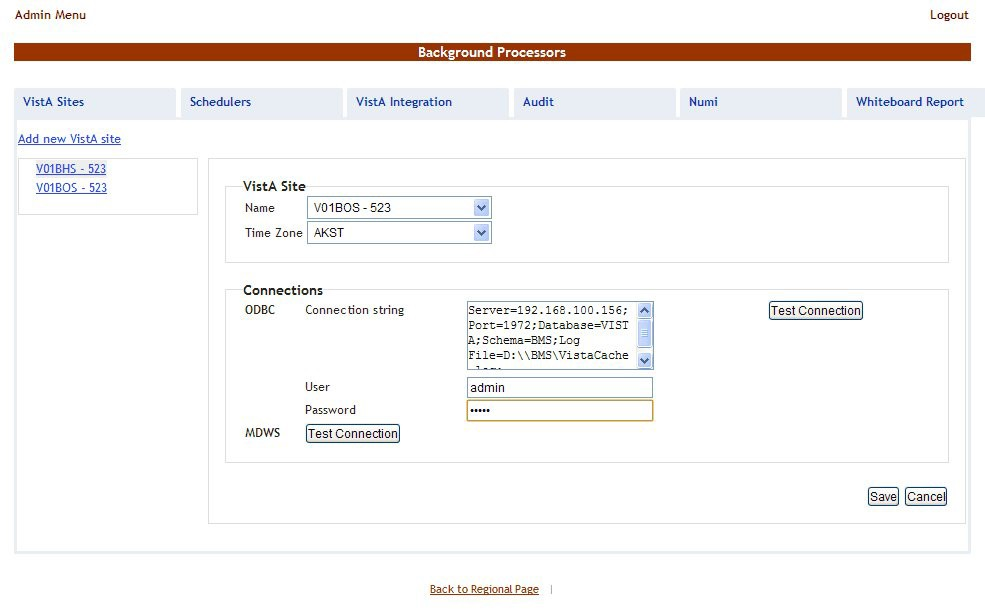 Admin Menu Logout
Background Processors
VistA Sites Schedulers VistA Integration Audit Numi Whiteboard Report
Add new VistA site
V01BHS - 523
V01BOS - 523
VistA Site
Name V01BOS - 523
Time Zone AKST
Connections
ODBC Connection string Server=192.168.100.156; Test Connection
Port=1972;Database=VIST
A;Schema=BMS;Log
File=D:\\BMS\VistaCache
User admin
Password •••••
MDWS Test Connection
Save Cancel
Back to Regional Page |